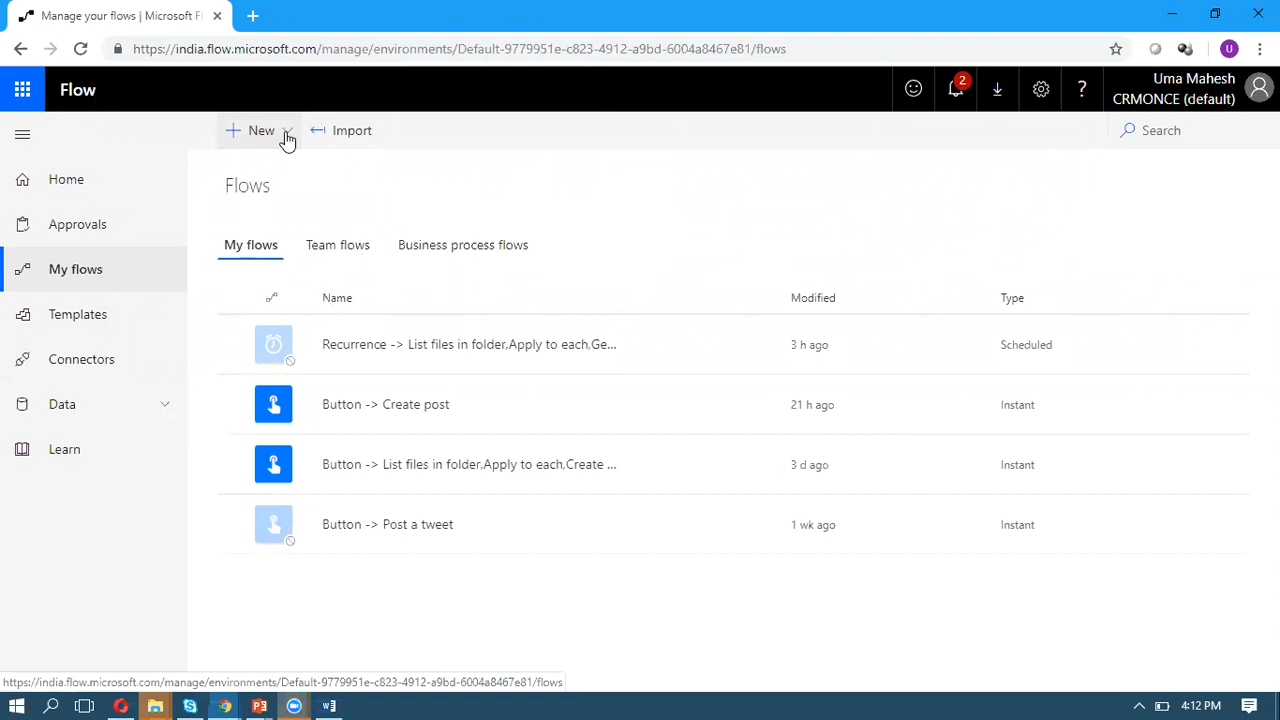 Manage your flows | Microsoft Fl
https://india.flow.microsoft.com/manage/environments/Default-9779951e-c823-4912-a9bd-6004a8467e81/flows
U
Flow
2
?
Uma Mahesh
CRMONCE (default)
New
Import
Search
Home
Approvals
My flows
Templates
Connectors
Data
Learn
Flows
My flows
Team flows
Business process flows
Name
Modified
Type
Recurrence -> List files in folder,Apply to each,Ge...
3 h ago
Scheduled
Button -> Create post
21 h ago
Instant
Button -> List files in folder,Apply to each,Create ...
3 d ago
Instant
Button -> Post a tweet
1 wk ago
Instant
https://india.flow.microsoft.com/manage/environments/Default-9779951e-c823-4912-a9bd-6004a8467e81/flows
4:12 PM